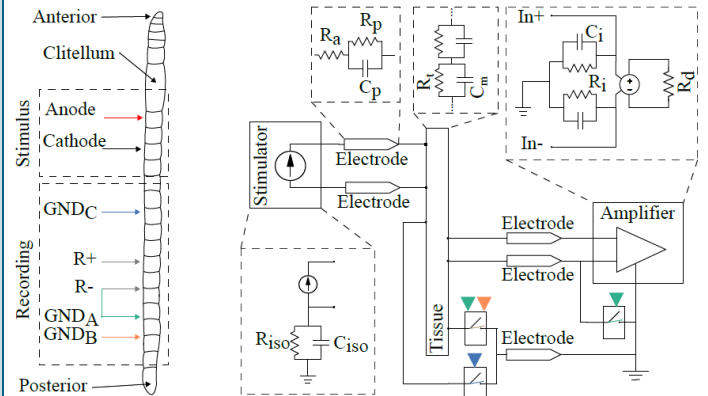 Anterior
Clitellum
Stimulus
Anode
Cathode
Recording
GNDC
R+
R-
GNDA
GNDB
Posterior
Ra
Rp
Cp
Rt
Cm
In+
Ci
Ri
Rd
In-
Stimulator
Electrode
Electrode
Riso
Ciso
Tissue
Electrode
Electrode
Electrode
Amplifier
+
-